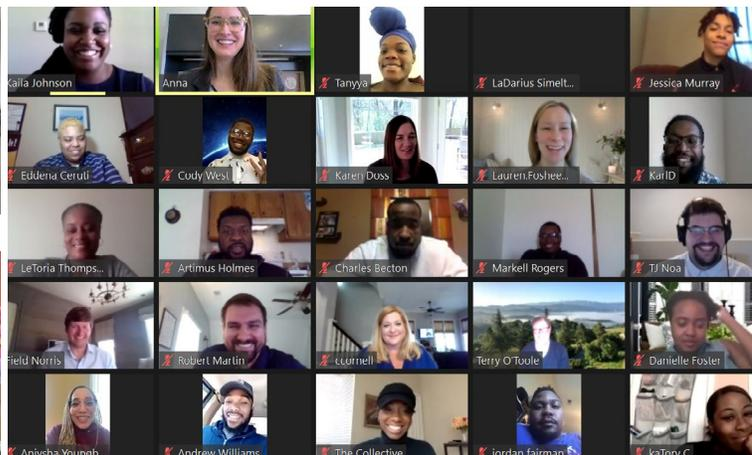 Kaila Johnson
Anna
Tanyya
LaDarius Simelt...
Jessica Murray
Eddena Ceruti
Cody West
Karen Doss
Lauren.Foshee...
KarlD
LeToria Thomps...
Artimus Holmes
Charles Becton
Markell Rogers
TJ Noa
Field Norris
Robert Martin
ccornell
Terry O'Toole
Danielle Foster
Andrew Williams
The Collective
jordan fairman
kaTory C